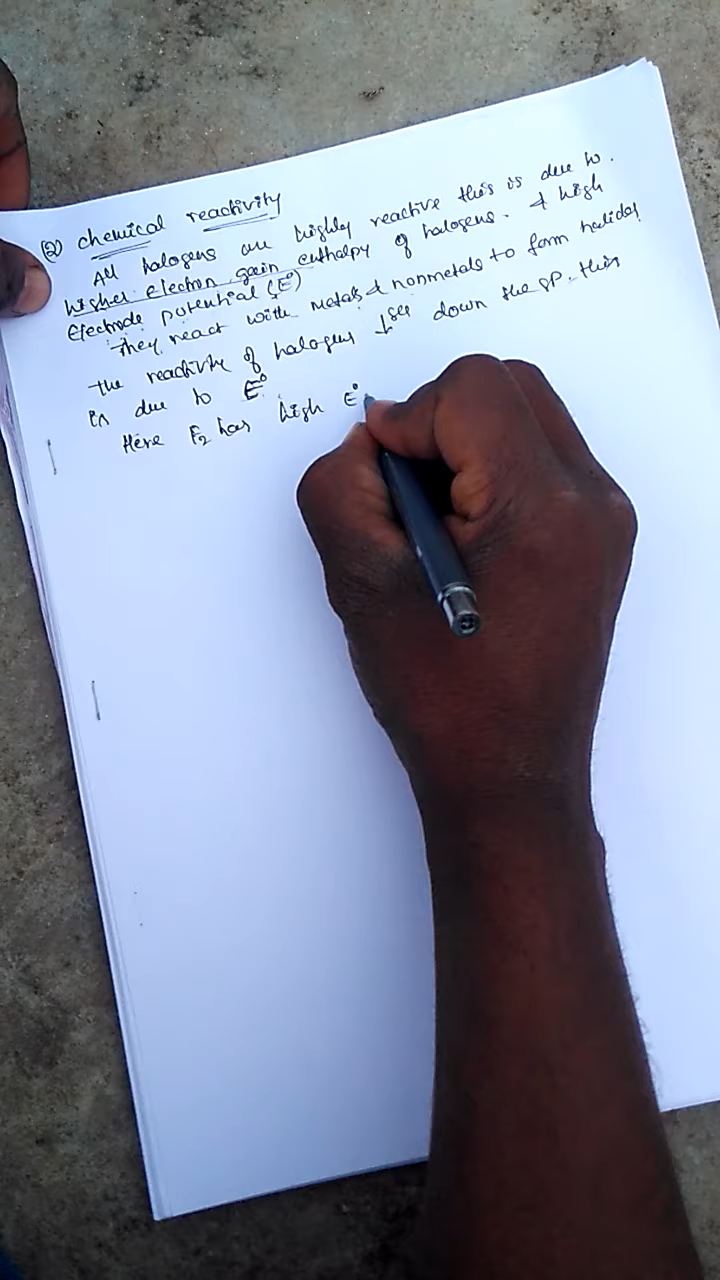 ② chemical reactivity
All halogens are highly reactive this is due to.
higher electron gain enthalpy of halogens. & high
Electrode potential (E°)
They react with metals & nonmetals to form halides
the reactivity of halogens ↓ses down the gp. this
is due to E°
Here F₂ has high E°